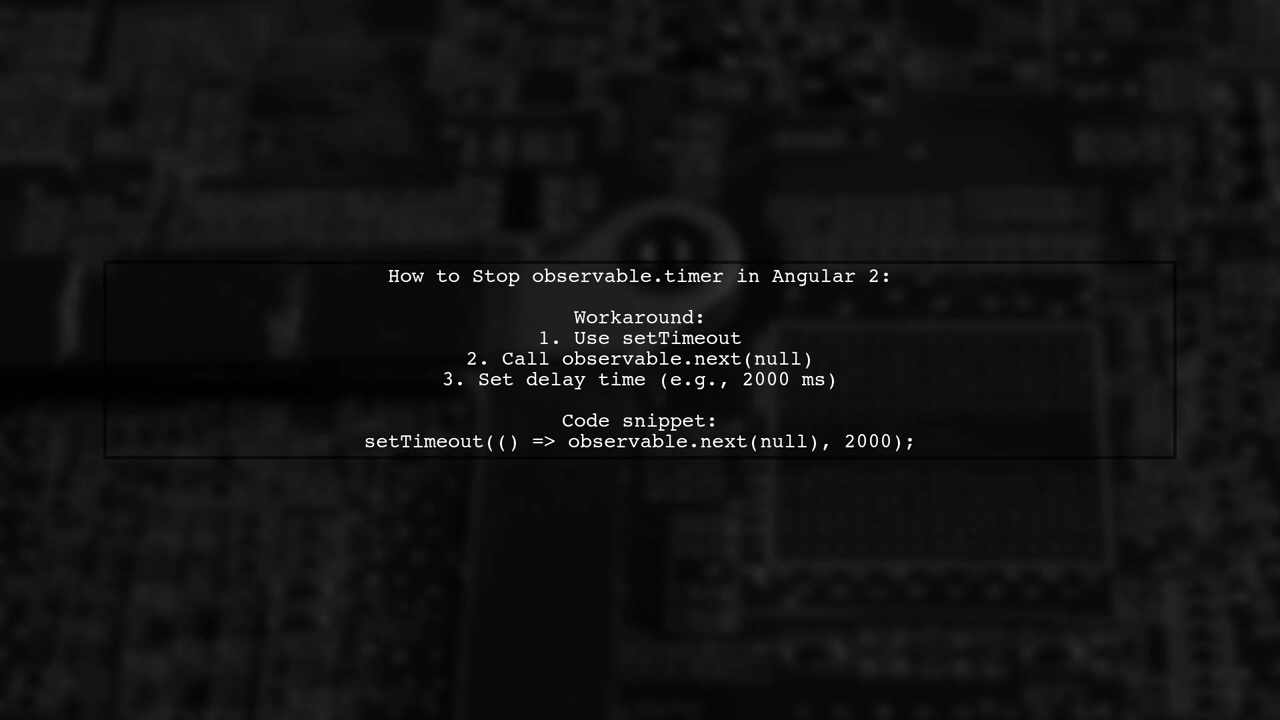 How to Stop observable.timer in Angular 2:
Workaround:
1. Use setTimeout
2. Call observable.next(null)
3. Set delay time (e.g., 2000 ms)
Code snippet:
setTimeout(() => observable.next(null), 2000);